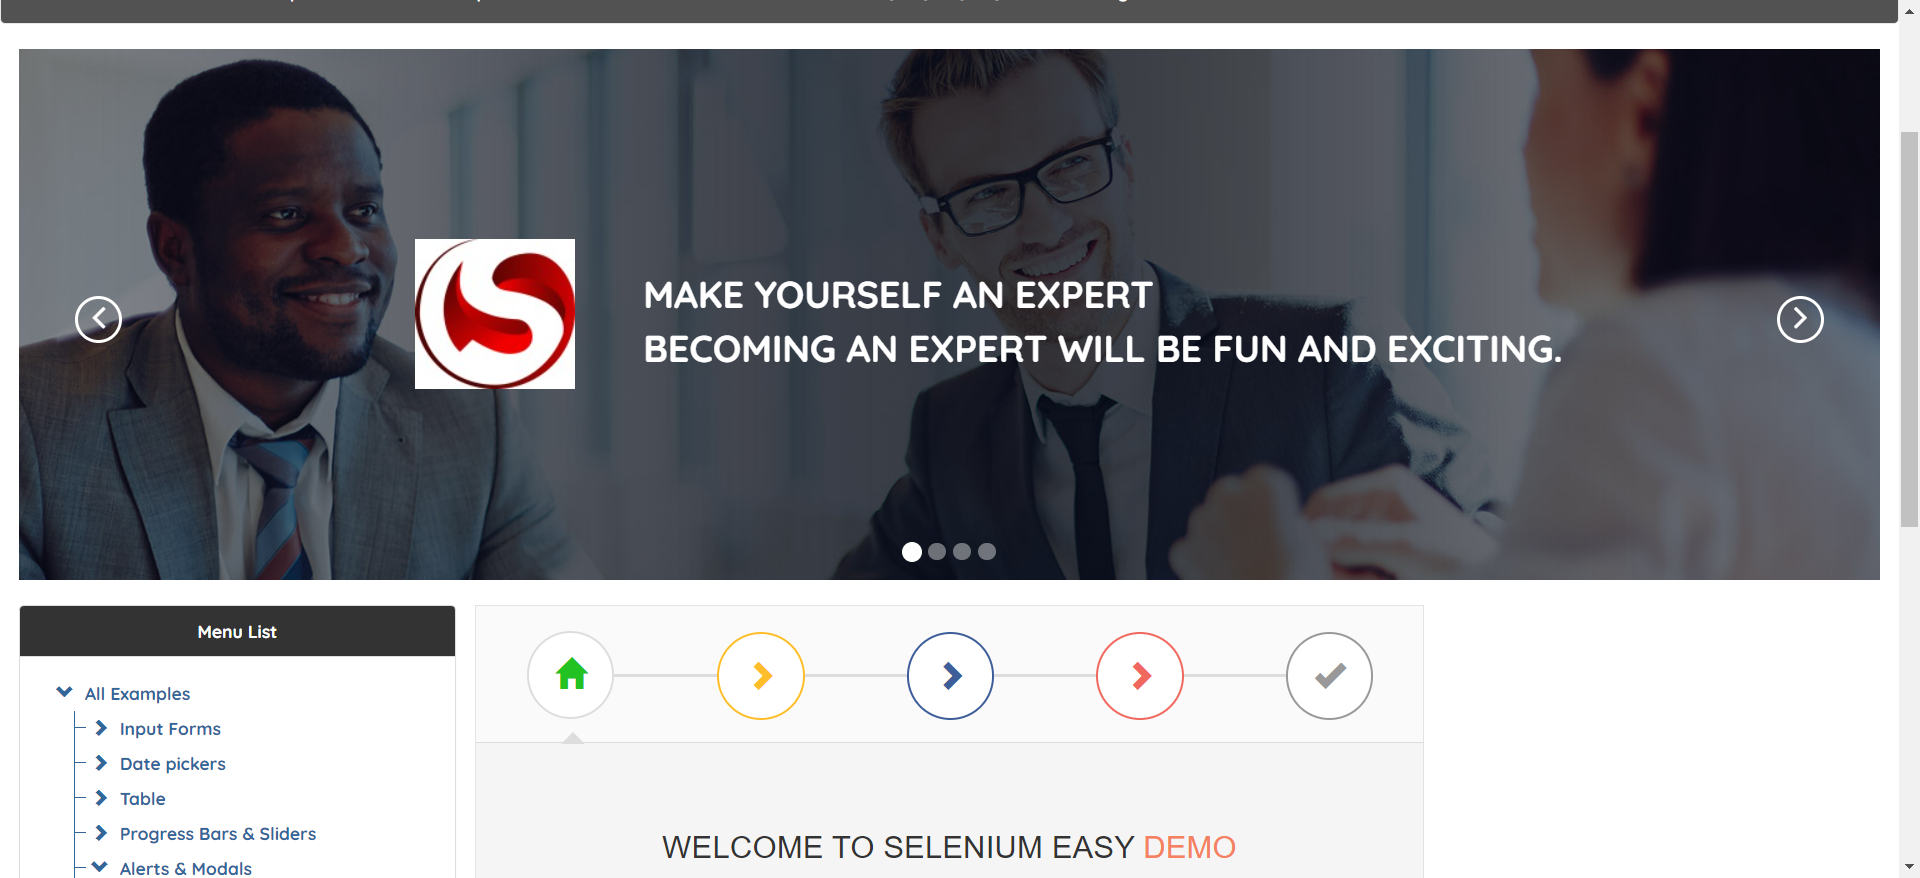 MAKE YOURSELF AN EXPERT
BECOMING AN EXPERT WILL BE FUN AND EXCITING.
Menu List
All Examples
Input Forms
Date pickers
Table
Progress Bars & Sliders
Alerts & Modals
WELCOME TO SELENIUM EASY DEMO